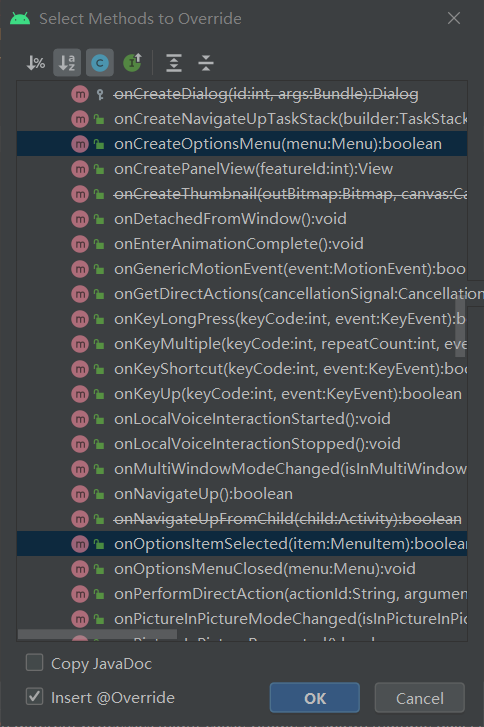 Select Methods to Override
onCreateDialog(id:int, args:Bundle):Dialog
onCreateNavigateUpTaskStack(builder:TaskStack
onCreateOptionsMenu(menu:Menu):boolean
onCreatePanelView(featureId:int):View
onCreateThumbnail(outBitmap:Bitmap, canvas:Ca
onDetachedFromWindow():void
onEnterAnimationComplete():void
onGenericMotionEvent(event:MotionEvent):boo
onGetDirectActions(cancellationSignal:Cancellation
onKeyLongPress(keyCode:int, event:KeyEvent):b
onKeyMultiple(keyCode:int, repeatCount:int, eve
onKeyShortcut(keyCode:int, event:KeyEvent):boo
onKeyUp(keyCode:int, event:KeyEvent):boolean
onLocalVoiceInteractionStarted():void
onLocalVoiceInteractionStopped():void
onMultiWindowModeChanged(isInMultiWindow
onNavigateUp():boolean
onNavigateUpFromChild(child:Activity):boolean
onOptionsItemSelected(item:MenuItem):boolean
onOptionsMenuClosed(menu:Menu):void
onPerformDirectAction(actionId:String, argumen
onPictureInPictureModeChanged(isInPictureInPic
Copy JavaDoc
Insert @Override
OK
Cancel